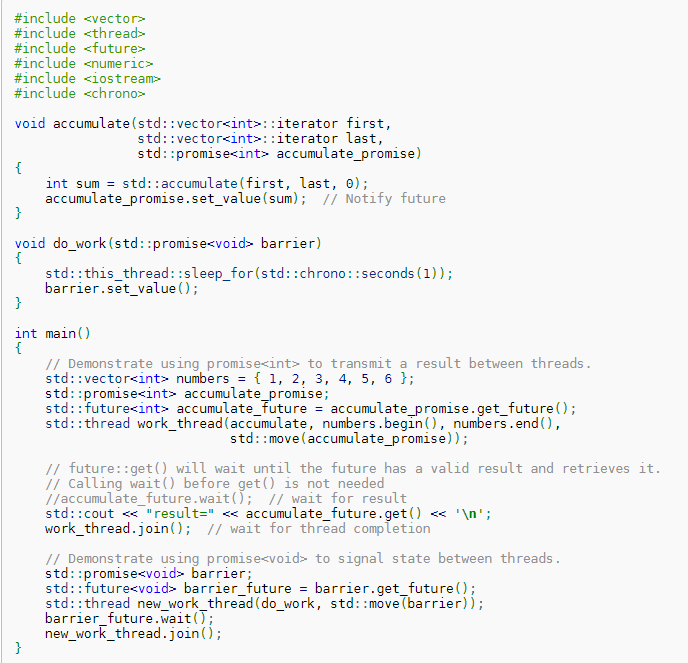 #include <vector>
#include <thread>
#include <future>
#include <numeric>
#include <iostream>
#include <chrono>

void accumulate(std::vector<int>::iterator first,
                std::vector<int>::iterator last,
                std::promise<int> accumulate_promise)
{
    int sum = std::accumulate(first, last, 0);
    accumulate_promise.set_value(sum);  // Notify future
}

void do_work(std::promise<void> barrier)
{
    std::this_thread::sleep_for(std::chrono::seconds(1));
    barrier.set_value();
}

int main()
{
    // Demonstrate using promise<int> to transmit a result between threads.
    std::vector<int> numbers = { 1, 2, 3, 4, 5, 6 };
    std::promise<int> accumulate_promise;
    std::future<int> accumulate_future = accumulate_promise.get_future();
    std::thread work_thread(accumulate, numbers.begin(), numbers.end(),
                            std::move(accumulate_promise));

    // future::get() will wait until the future has a valid result and retrieves it.
    // Calling wait() before get() is not needed
    //accumulate_future.wait();  // wait for result
    std::cout << "result=" << accumulate_future.get() << '\n';
    work_thread.join();  // wait for thread completion

    // Demonstrate using promise<void> to signal state between threads.
    std::promise<void> barrier;
    std::future<void> barrier_future = barrier.get_future();
    std::thread new_work_thread(do_work, std::move(barrier));
    barrier_future.wait();
    new_work_thread.join();
}